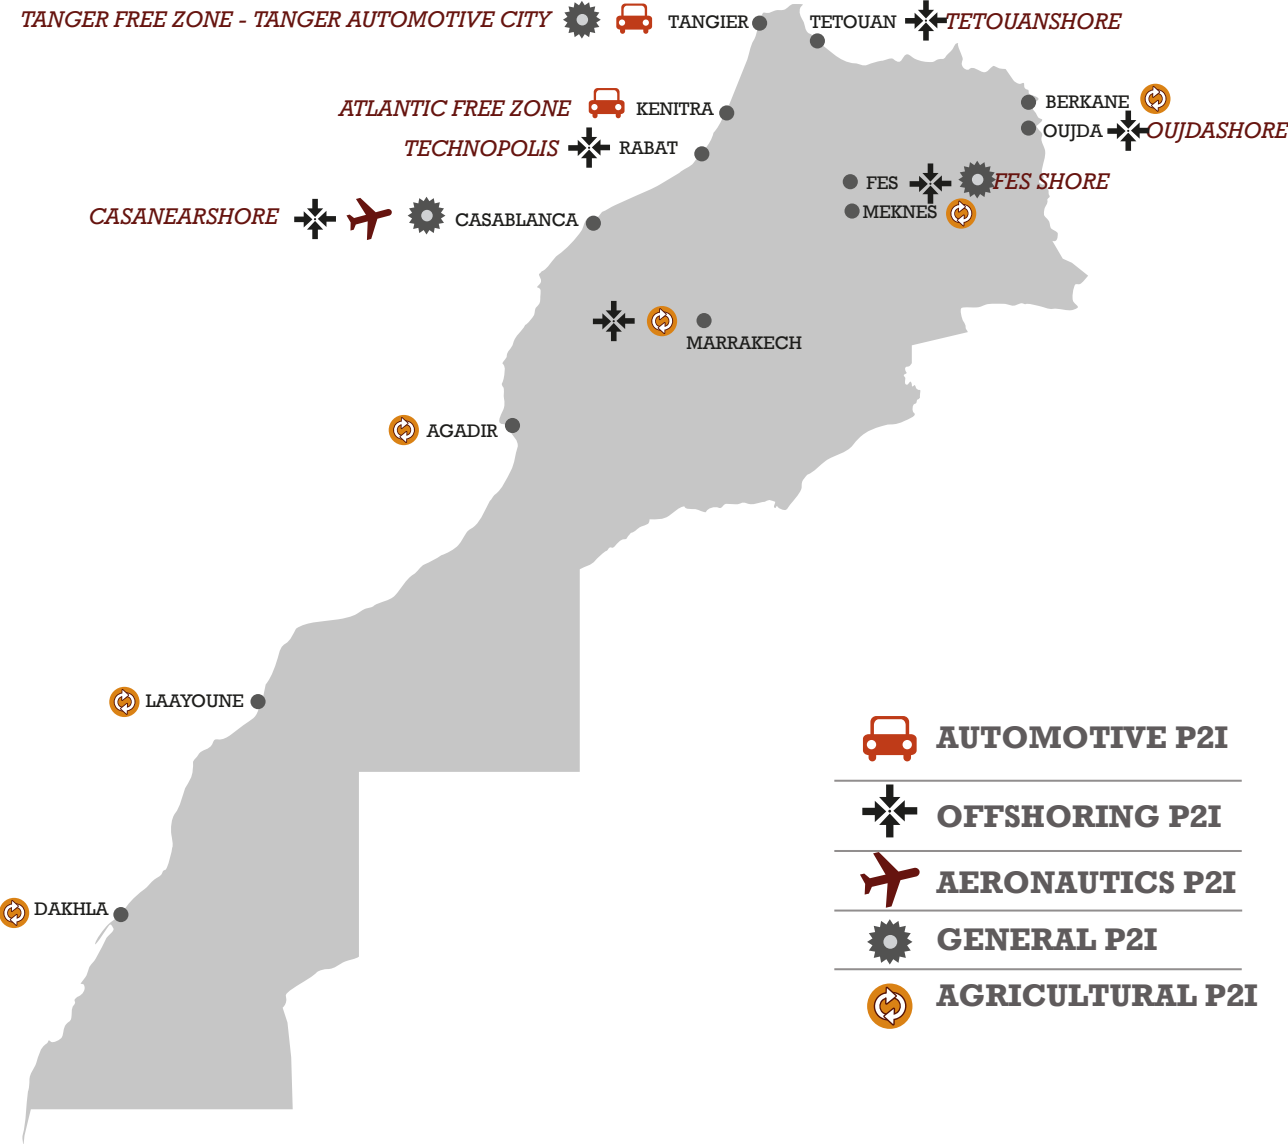 TANGER FREE ZONE - TANGER AUTOMOTIVE CITY
TANGIER
TETOUAN
TETOUANSHORE
ATLANTIC FREE ZONE
KENITRA
BERKANE
OUJDA
OUJDASHORE
TECHNOPOLIS
RABAT
FES
FES SHORE
CASANEARSHORE
CASABLANCA
MEKNES
MARRAKECH
AGADIR
LAAYOUNE
DAKHLA
AUTOMOTIVE P2I
OFFSHORING P2I
AERONAUTICS P2I
GENERAL P2I
AGRICULTURAL P2I